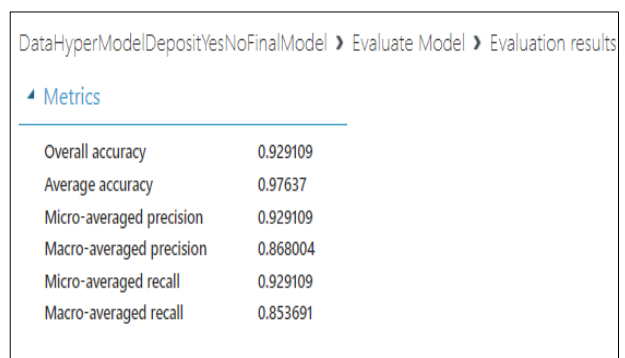 DataHyperModelDepositYesNoFinalModel ❯ Evaluate Model ❯ Evaluation results
Metrics
Overall accuracy 0.929109
Average accuracy 0.97637
Micro-averaged precision 0.929109
Macro-averaged precision 0.868004
Micro-averaged recall 0.929109
Macro-averaged recall 0.853691